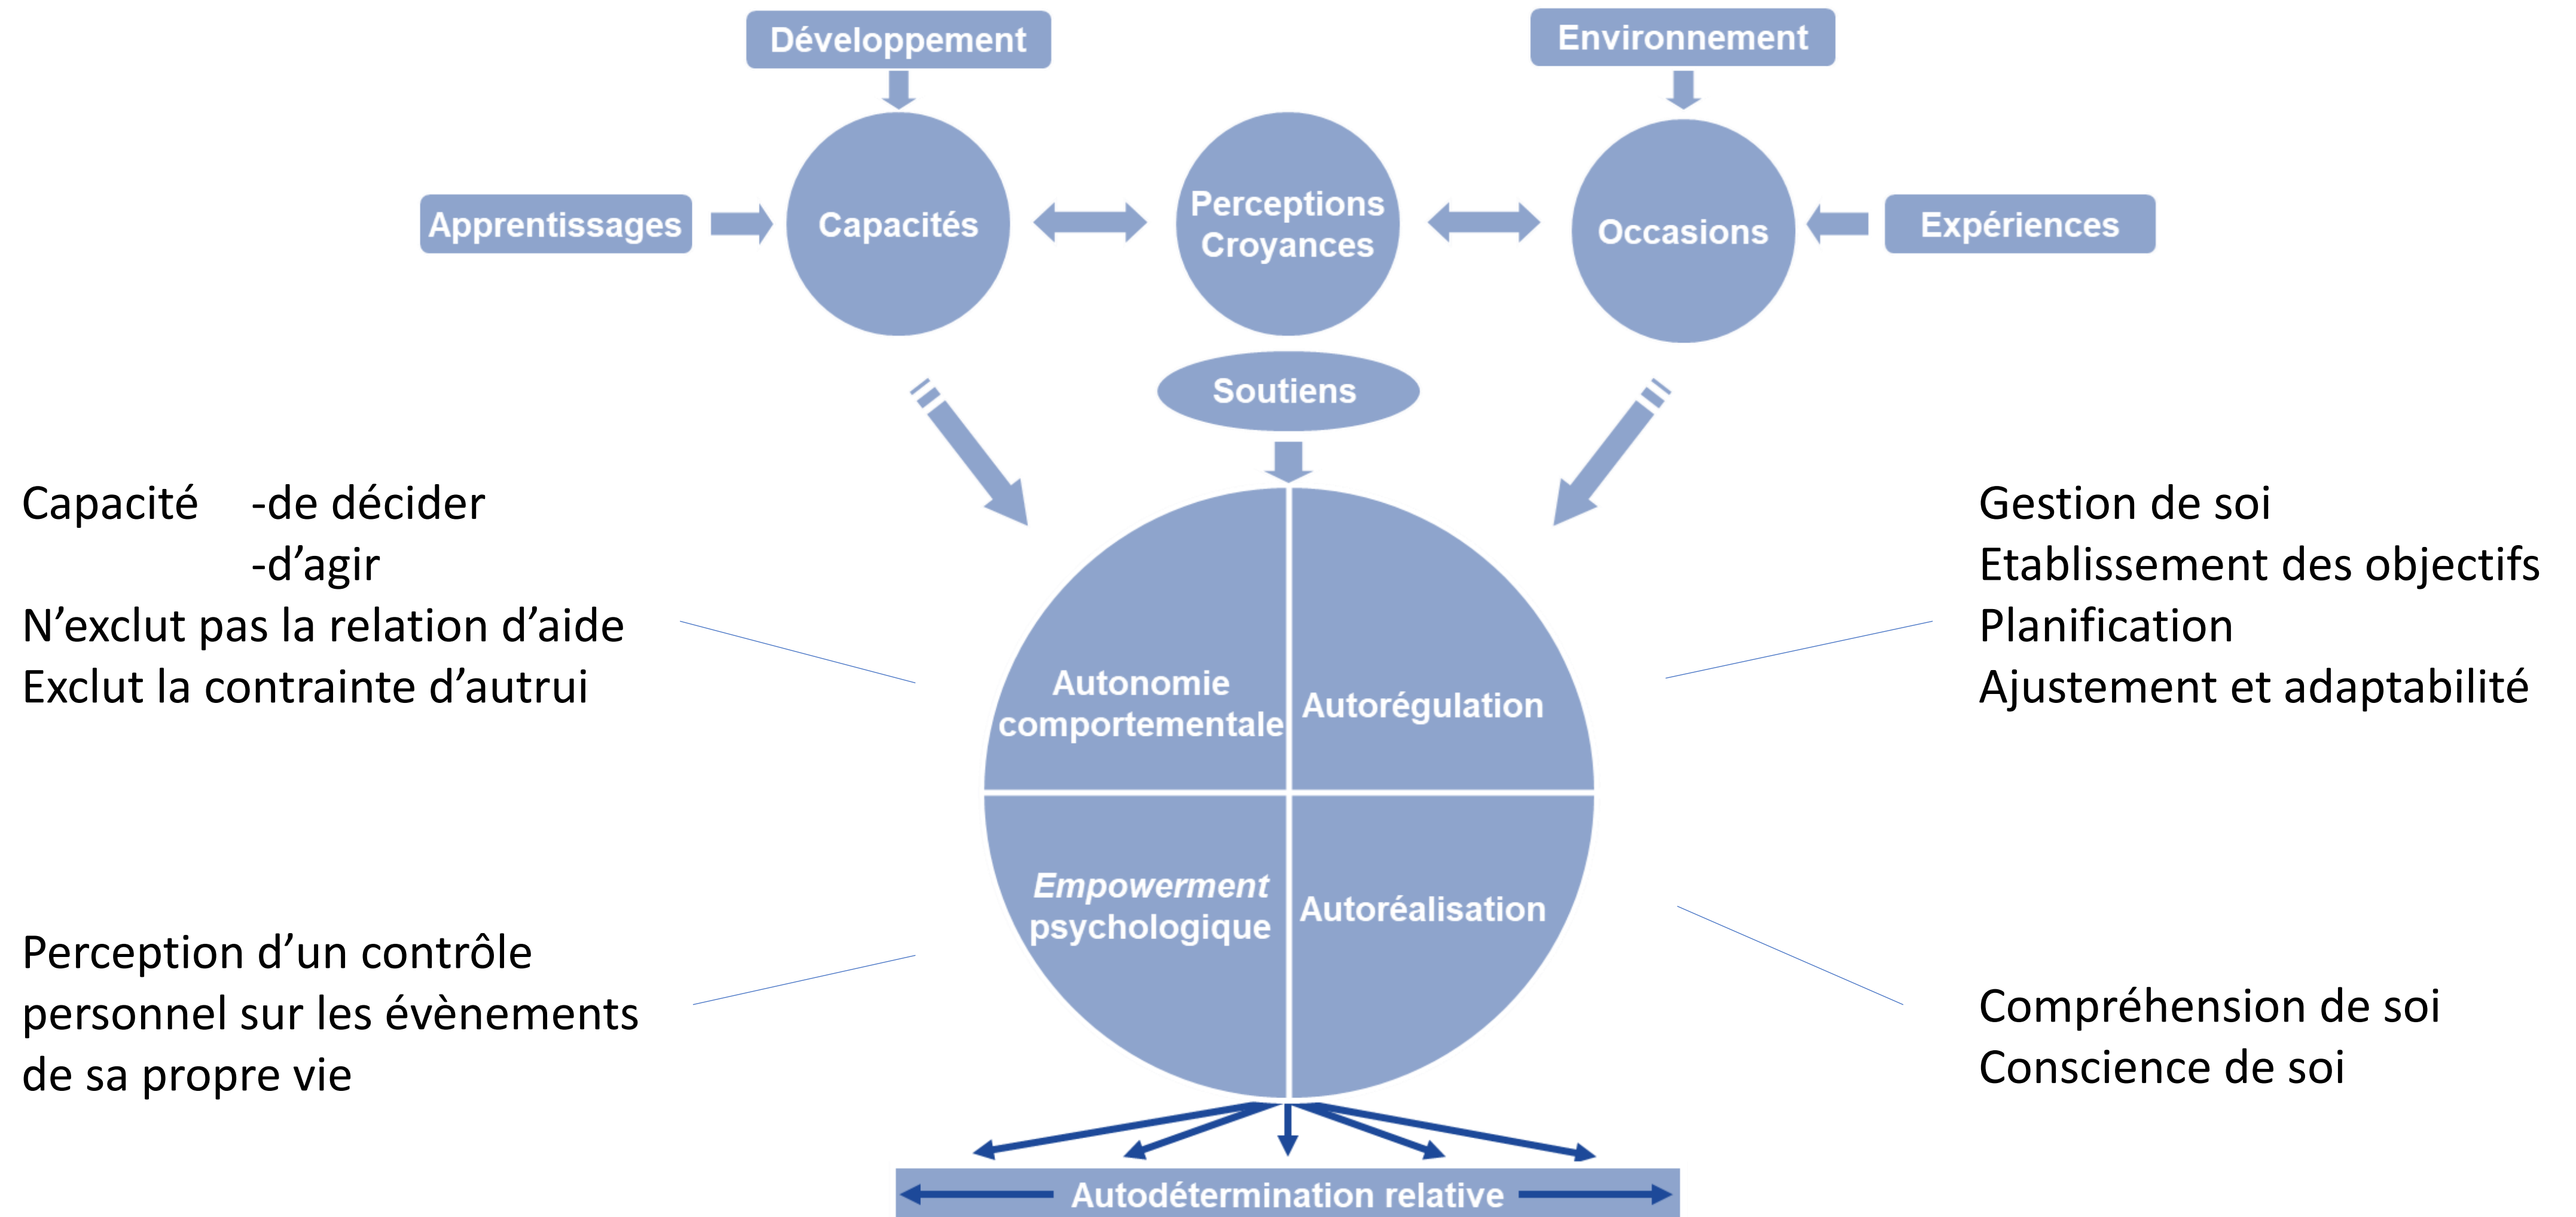 Développement
Environnement
Apprentissages
Capacités
Perceptions
Croyances
Occasions
Expériences
Soutiens
Capacité -de décider
-d’agir
N’exclut pas la relation d’aide
Exclut la contrainte d’autrui
Gestion de soi
Etablissement des objectifs
Planification
Ajustement et adaptabilité
Autonomie
comportementale
Autorégulation
Empowerment
psychologique
Autoréalisation
Perception d’un contrôle
personnel sur les évènements
de sa propre vie
Compréhension de soi
Conscience de soi
Autodétermination relative